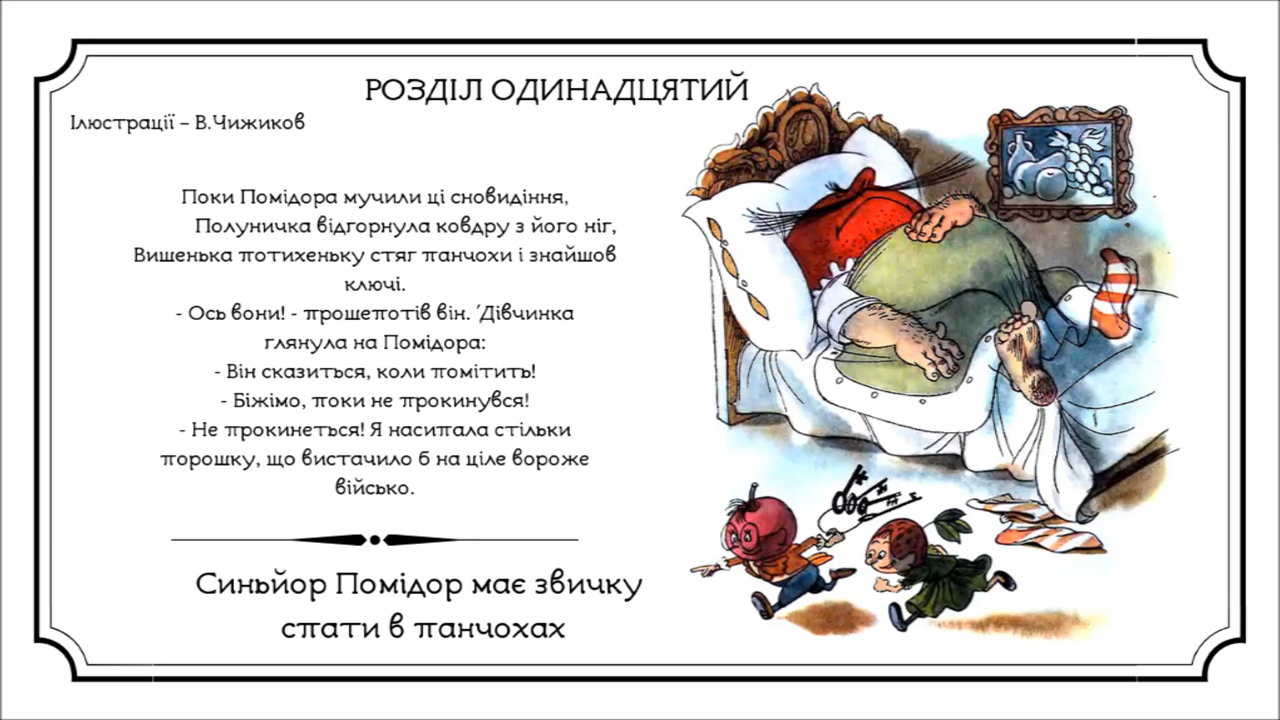 РОЗДІЛ ОДИНАДЦЯТИЙ
Ілюстрації – В.Чижиков
Поки Помідора мучили ці сновидіння,
Полуничка відгорнула ковдру з його ніг,
Вишенька потихеньку стяг панчохи і знайшов
ключі.
- Ось вони! - прошепотів він. ´Дівчинка
глянула на Помідора:
- Він сказиться, коли помітить!
- Біжімо, поки не прокинувся!
- Не прокинеться! Я насипала стільки
порошку, що вистачило б на ціле вороже
військо.
Синьйор Помідор має звичку
спати в панчохах